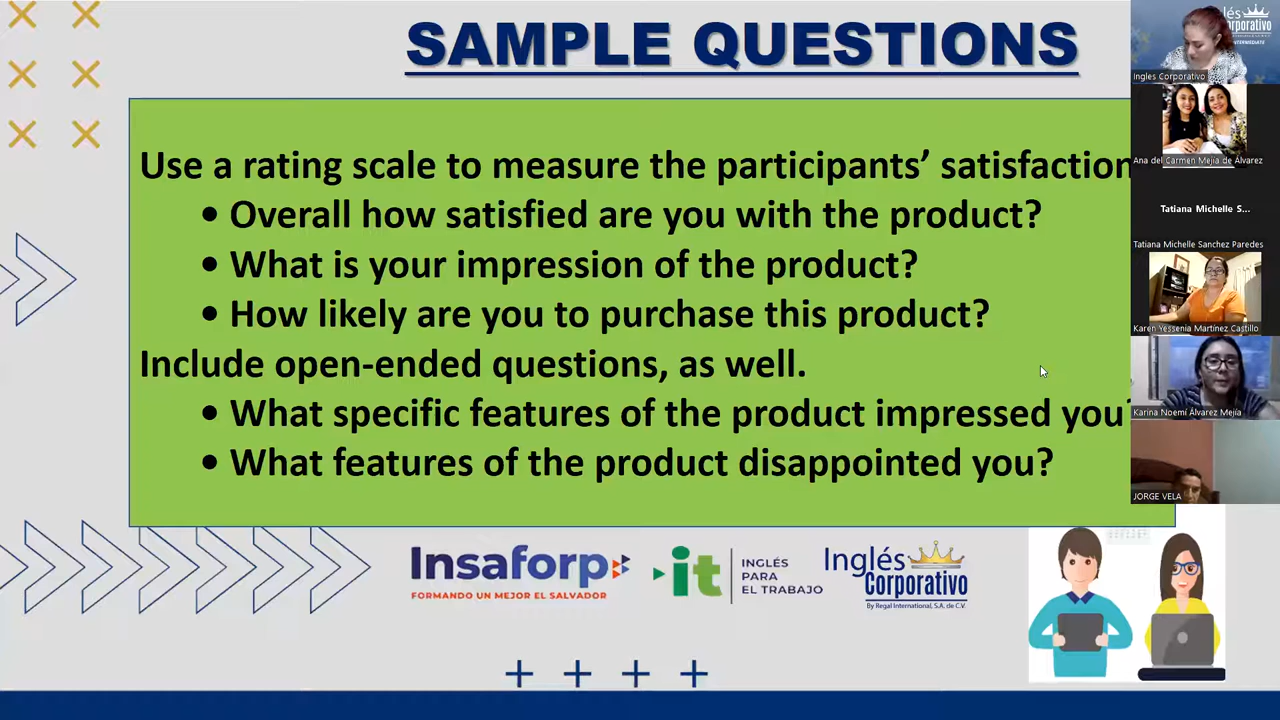 SAMPLE QUESTIONS
Use a rating scale to measure the participants’ satisfaction
• Overall how satisfied are you with the product?
• What is your impression of the product?
• How likely are you to purchase this product?
Include open-ended questions, as well.
• What specific features of the product impressed you?
• What features of the product disappointed you?
Insaforp
FORMANDO UN MEJOR EL SALVADOR
it
INGLÉS
PARA
EL TRABAJO
Inglés
Corporativo
By Regal International, S.A. de C.V.
Ingles Corporativo
Ana del Carmen Mejía de Álvarez
Tatiana Michelle S...
Tatiana Michelle Sanchez Paredes
Karen Yessenia Martínez Castillo
Karina Noemí Álvarez Mejía
JORGE VELA